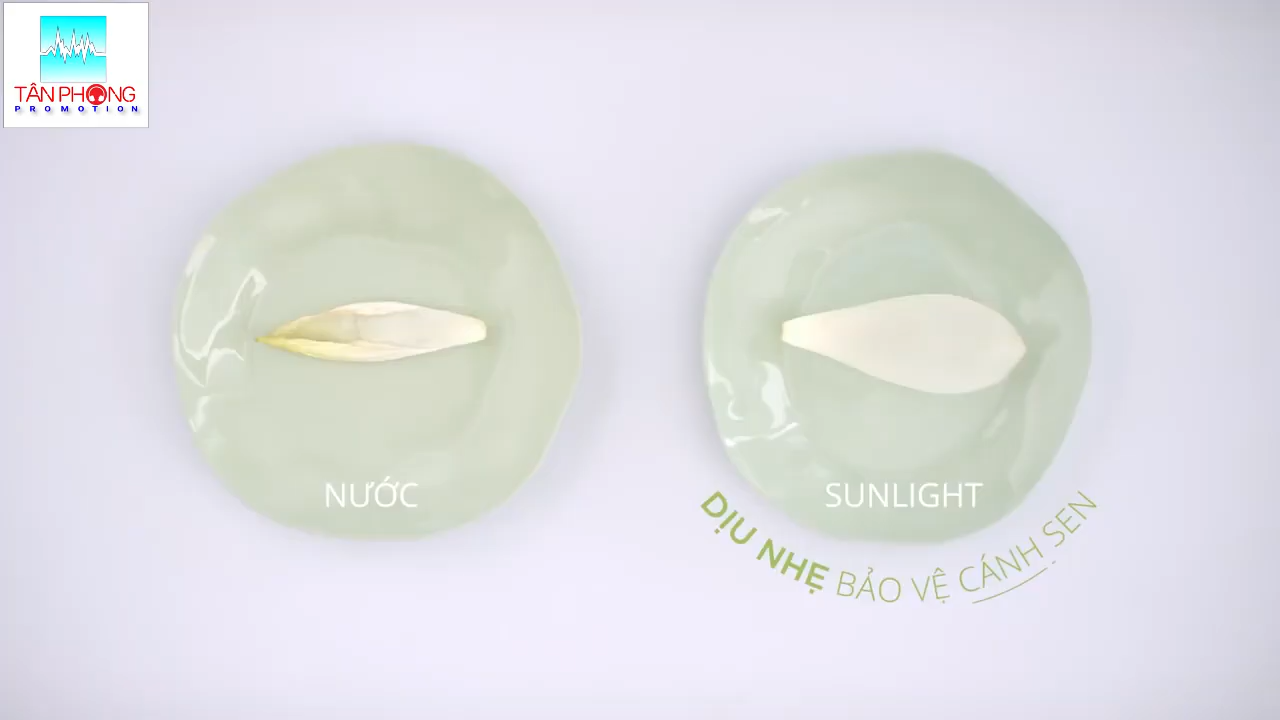 TÂN PHONG
PROMOTION
NƯỚC
SUNLIGHT
DỊU NHẸ BẢO VỆ CÁNH SEN